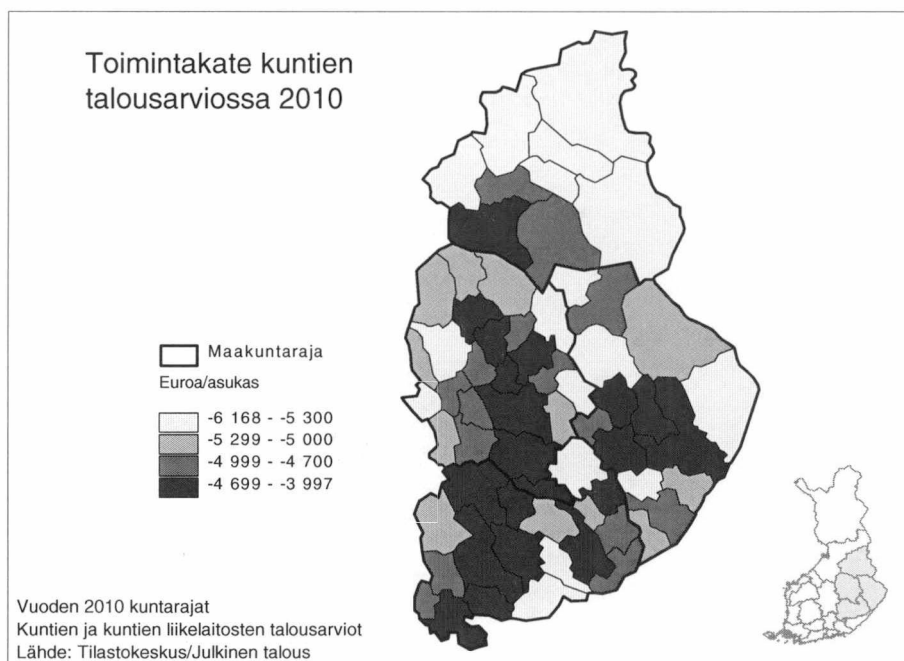 Toimintakate kuntien
talousarviossa 2010
Maakuntaraja
Euroa/asukas
-6 168 - -5 300
-5 299 - -5 000
-4 999 - -4 700
-4 699 - -3 997
Vuoden 2010 kuntarajat
Kuntien ja kuntien liikelaitosten talousarviot
Lähde: Tilastokeskus/Julkinen talous